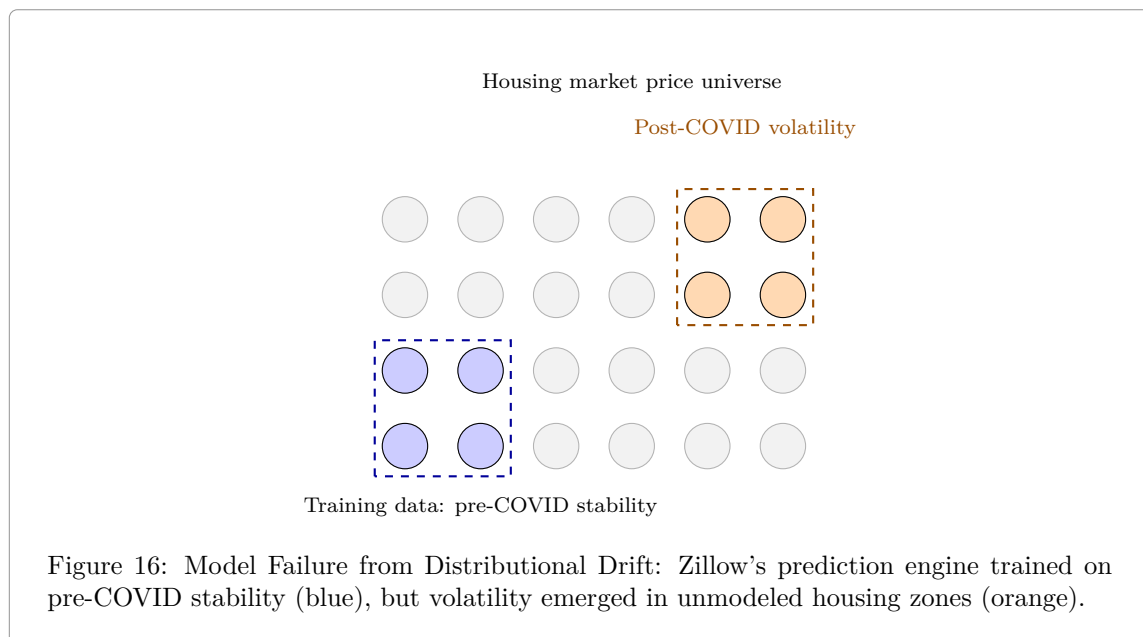 Housing market price universe
Post-COVID volatility
Training data: pre-COVID stability
Figure 16: Model Failure from Distributional Drift: Zillow's prediction engine trained on
pre-COVID stability (blue), but volatility emerged in unmodeled housing zones (orange).